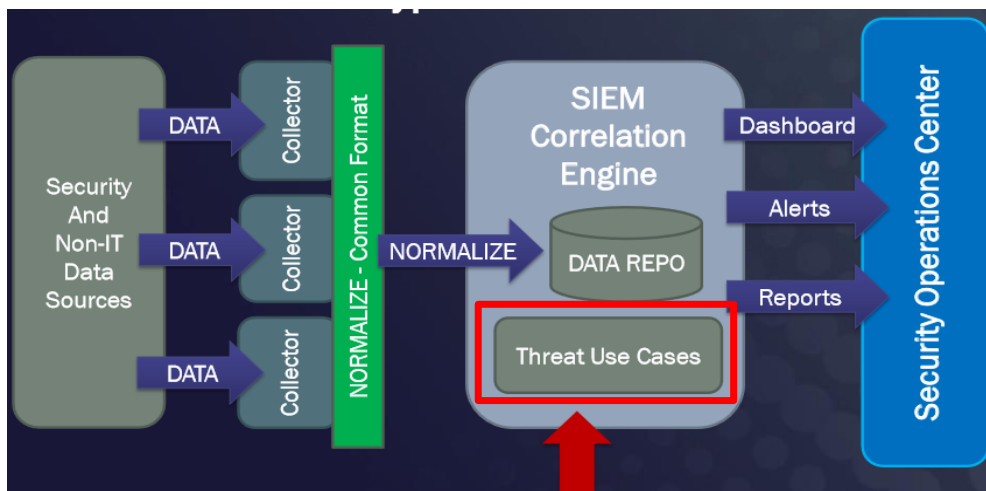 Security
And
Non-IT
Data
Sources
DATA
DATA
DATA
Collector
Collector
Collector
NORMALIZE - Common Format
NORMALIZE
SIEM
Correlation
Engine
DATA REPO
Threat Use Cases
Dashboard
Alerts
Reports
Security Operations Center